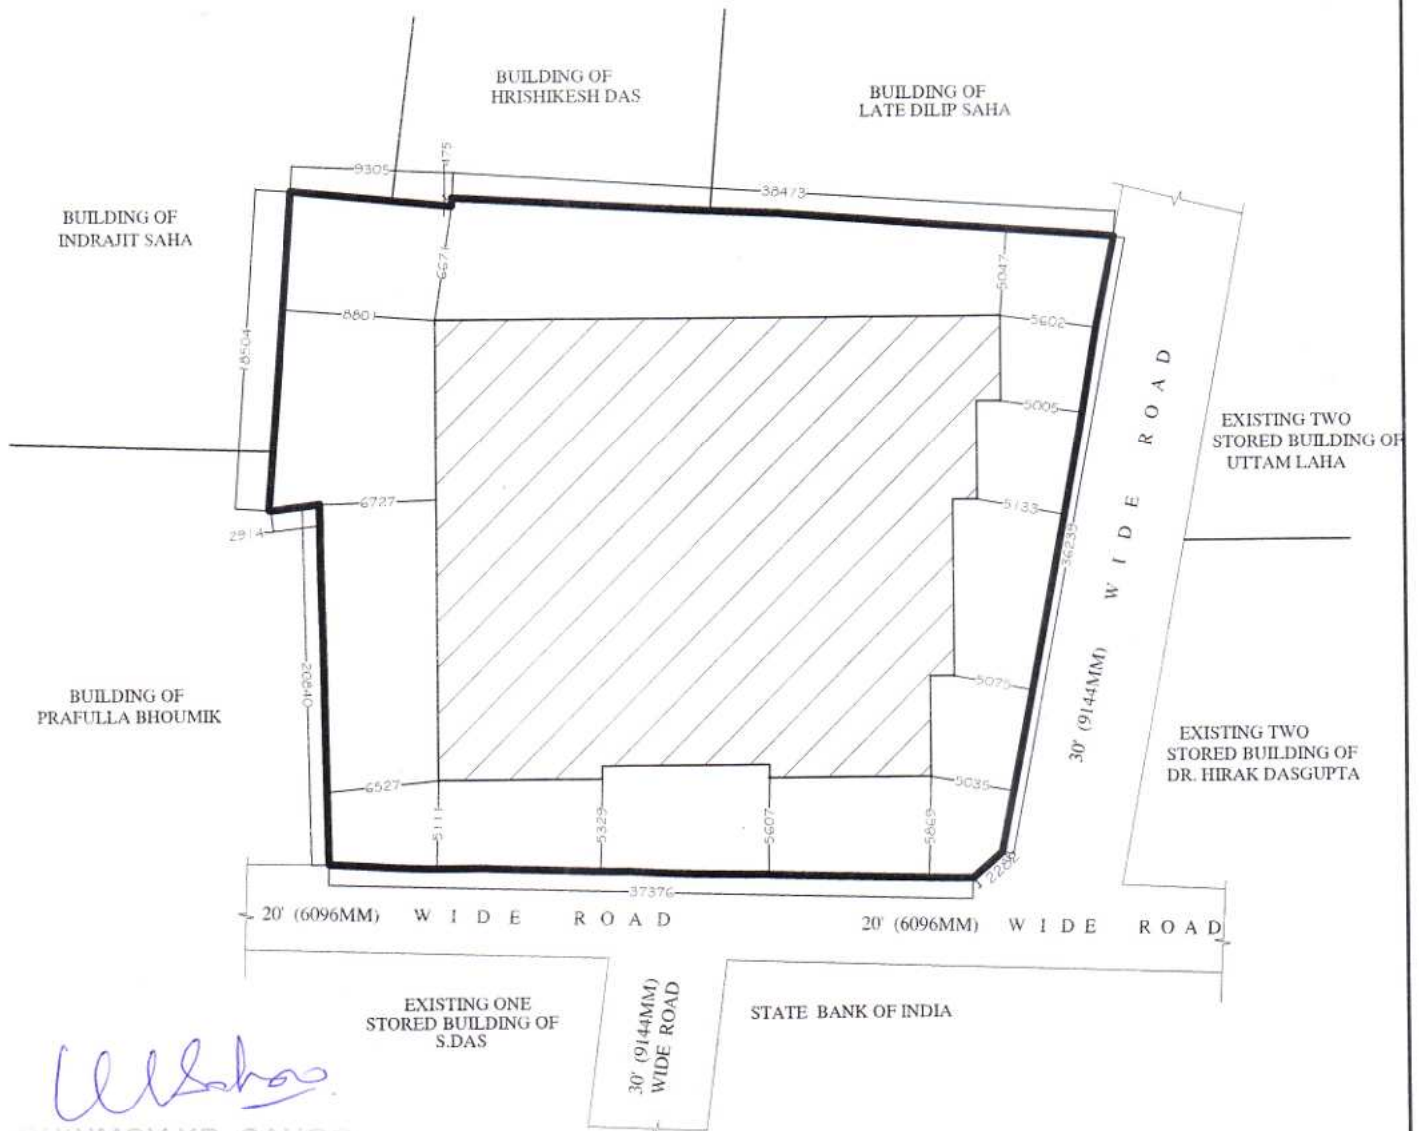 BUILDING OF
HRISHIKESH DAS
BUILDING OF
LATE DILIP SAHA
475
9305
38473
BUILDING OF
INDRAJIT SAHA
6671
5047
8801
5602
18504
5005
EXISTING TWO
STORED BUILDING OF
UTTAM LAHA
6727
5133
2914
36239
30' (9144MM) WIDE ROAD
20840
5075
BUILDING OF
PRAFULLA BHOUMIK
EXISTING TWO
STORED BUILDING OF
DR. HIRAK DASGUPTA
6527
5035
5111
5329
5607
5869
37376
20' (6096MM) WIDE ROAD
20' (6096MM) WIDE ROAD
EXISTING ONE
STORED BUILDING OF
S.DAS
30' (9144MM)
WIDE ROAD
STATE BANK OF INDIA